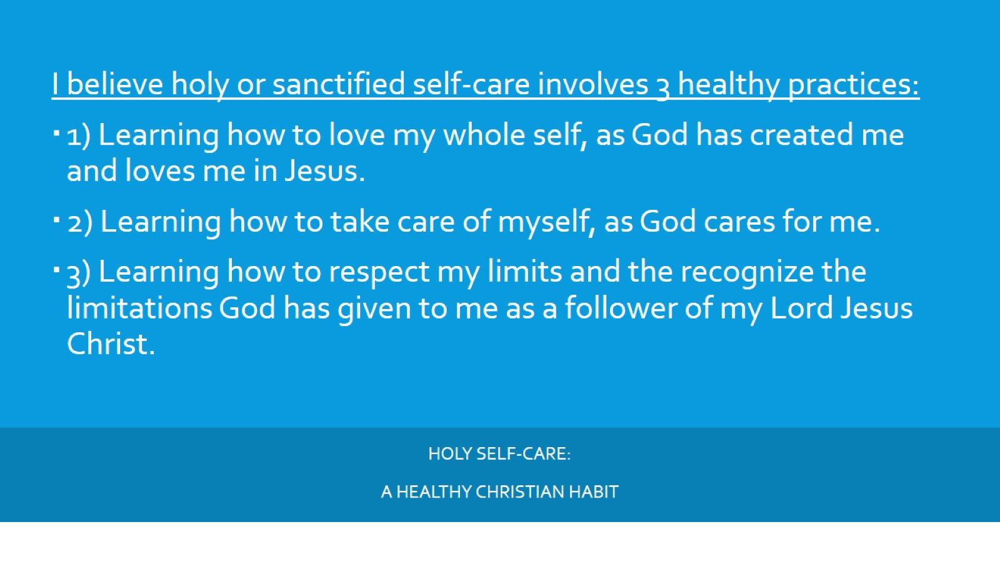 I believe holy or sanctified self-care involves 3 healthy practices:
▪ 1) Learning how to love my whole self, as God has created me
and loves me in Jesus.
▪ 2) Learning how to take care of myself, as God cares for me.
▪ 3) Learning how to respect my limits and the recognize the
limitations God has given to me as a follower of my Lord Jesus
Christ.
HOLY SELF-CARE:
A HEALTHY CHRISTIAN HABIT